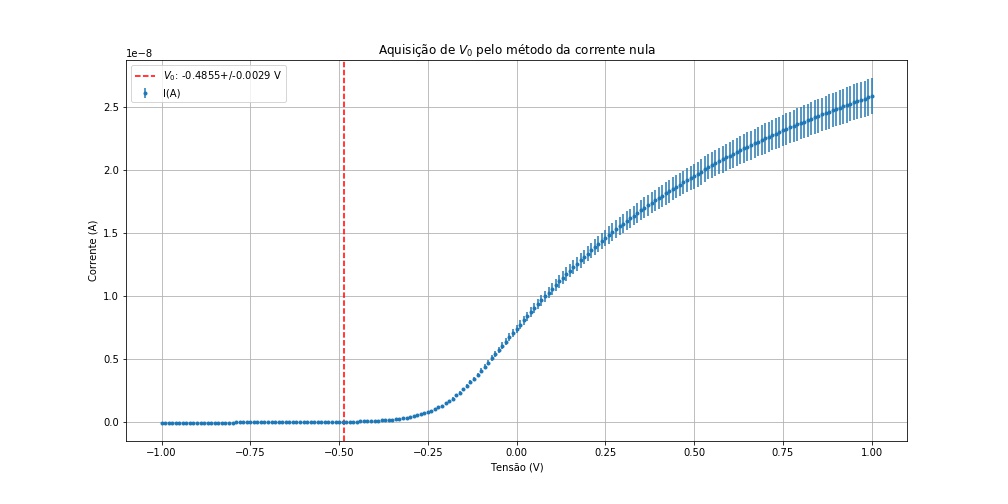 Aquisição de V₀ pelo método da corrente nula
1e−8
V₀: -0.4855+/-0.0029 V
I(A)
2.5
2.0
1.5
1.0
0.5
0.0
Corrente (A)
−1.00 −0.75 −0.50 −0.25 0.00 0.25 0.50 0.75 1.00
Tensão (V)